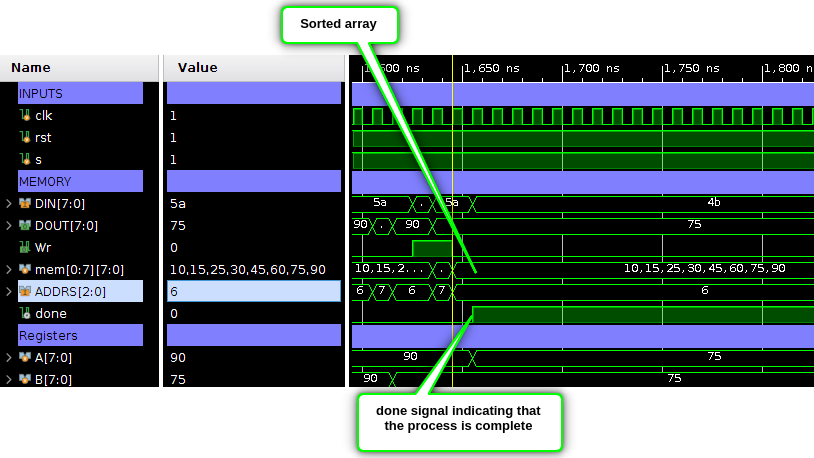 Sorted array
Name Value 1,600 ns 1,650 ns 1,700 ns 1,750 ns 1,800 n
INPUTS
clk 1
rst 1
s 1
MEMORY
DIN[7:0] 5a 5a . 5a 4b
DOUT[7:0] 75 90 . 90 75
Wr 0
mem[0:7][7:0] 10,15,25,30,45,60,75,90 10,15,2... . 10,15,25,30,45,60,75,90
ADDRS[2:0] 6 6 7 6 7 6
done 0
Registers
A[7:0] 90 90 75
B[7:0] 75 90 75
done signal indicating that
the process is complete